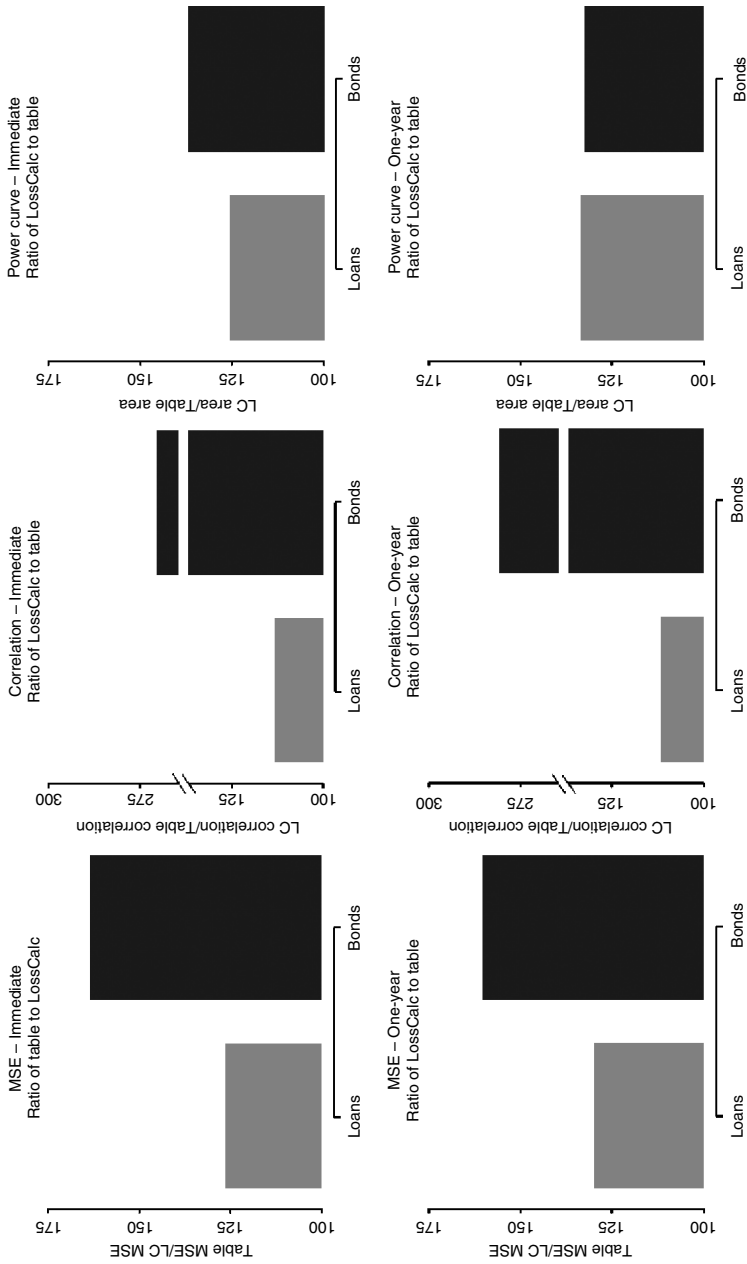 MSE – Immediate
Ratio of table to LossCalc
Table MSE/LC MSE
175
150
125
100
Loans
Bonds
Correlation – Immediate
Ratio of LossCalc to table
LC correlation/Table correlation
300
275
125
100
Loans
Bonds
Power curve – Immediate
Ratio of LossCalc to table
LC area/Table area
175
150
125
100
Loans
Bonds
MSE – One-year
Ratio of LossCalc to table
Table MSE/LC MSE
175
150
125
100
Loans
Bonds
Correlation – One-year
Ratio of LossCalc to table
LC correlation/Table correlation
300
275
125
100
Loans
Bonds
Power curve – One-year
Ratio of LossCalc to table
LC area/Table area
175
150
125
100
Loans
Bonds